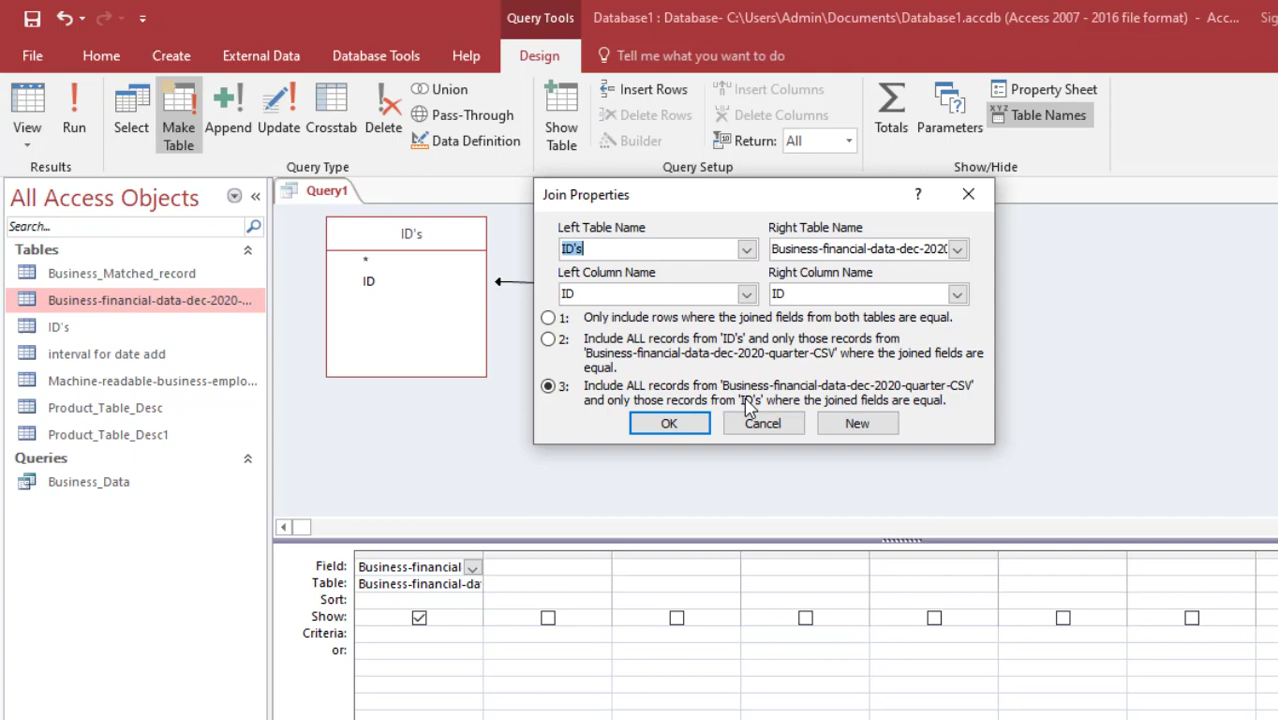 Query Tools
Database1 : Database- C:\Users\Admin\Documents\Database1.accdb (Access 2007 - 2016 file format) - Acc...
Sig
File Home Create External Data Database Tools Help Design Tell me what you want to do
View
Run
Select
Make
Table
Append
Update
Crosstab
Delete
Union
Pass-Through
Data Definition
Show
Table
Insert Rows
Delete Rows
Builder
Insert Columns
Delete Columns
Return: All
Totals
Parameters
Property Sheet
XYZ Table Names
Results
Query Type
Query Setup
Show/Hide
All Access Objects
Search...
Tables
Business_Matched_record
Business-financial-data-dec-2020-...
ID's
interval for date add
Machine-readable-business-emplo...
Product_Table_Desc
Product_Table_Desc1
Queries
Business_Data
Query1
ID's
*
ID
Join Properties
?
Left Table Name
Right Table Name
ID's
Business-financial-data-dec-2020
Left Column Name
Right Column Name
ID
ID
1: Only include rows where the joined fields from both tables are equal.
2: Include ALL records from 'ID's' and only those records from
'Business-financial-data-dec-2020-quarter-CSV' where the joined fields are
equal.
3: Include ALL records from 'Business-financial-data-dec-2020-quarter-CSV'
and only those records from 'ID's' where the joined fields are equal.
OK
Cancel
New
Field: Business-financial
Table: Business-financial-da
Sort:
Show:
Criteria:
or: